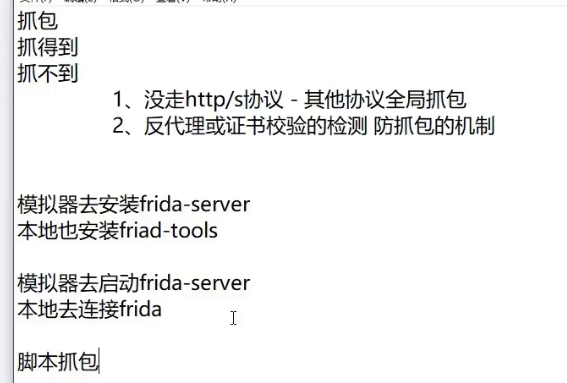 抓包
抓得到
抓不到
1、没走http/s协议 - 其他协议全局抓包
2、反代理或证书校验的检测 防抓包的机制
模拟器去安装frida-server
本地也安装friad-tools
模拟器去启动frida-server
本地去连接frida
脚本抓包